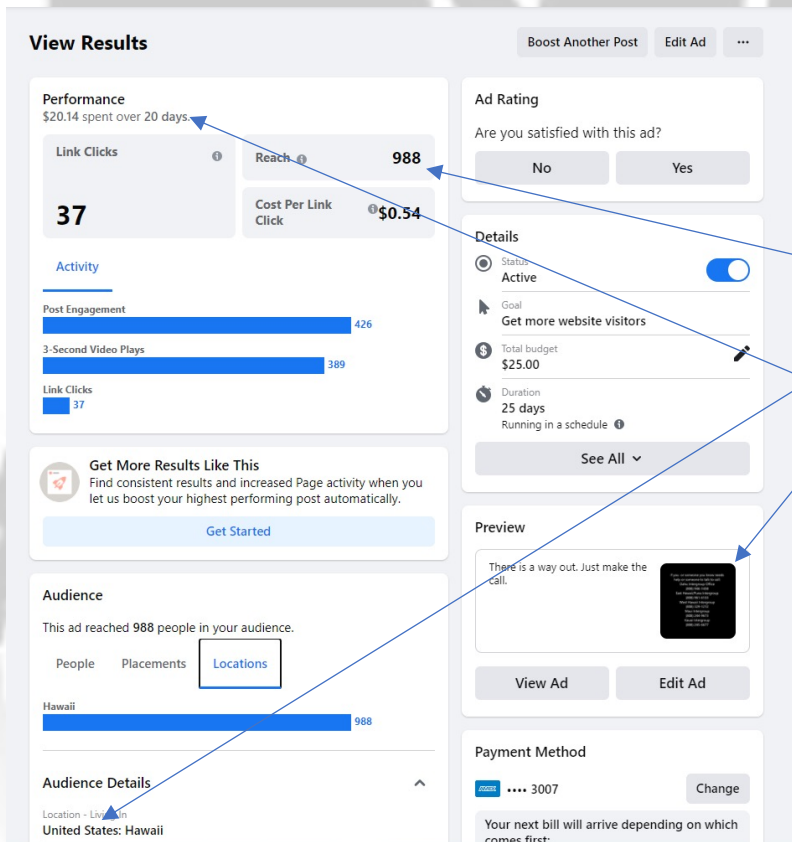 View Results
Boost Another Post
Edit Ad
...
Performance
$20.14 spent over 20 days.
Link Clicks
37
Reach
988
Cost Per Link
Click
$0.54
Activity
Post Engagement
426
3-Second Video Plays
389
Link Clicks
37
Get More Results Like This
Find consistent results and increased Page activity when you
let us boost your highest performing post automatically.
Get Started
Audience
This ad reached 988 people in your audience.
People
Placements
Locations
Hawaii
988
Audience Details
Location - Living In
United States: Hawaii
Ad Rating
Are you satisfied with this ad?
No
Yes
Details
Status
Active
Goal
Get more website visitors
Total budget
$25.00
Duration
25 days
Running in a schedule
See All
Preview
There is a way out. Just make the
call.
View Ad
Edit Ad
Payment Method
•••• 3007
Change
Your next bill will arrive depending on which
comes first: